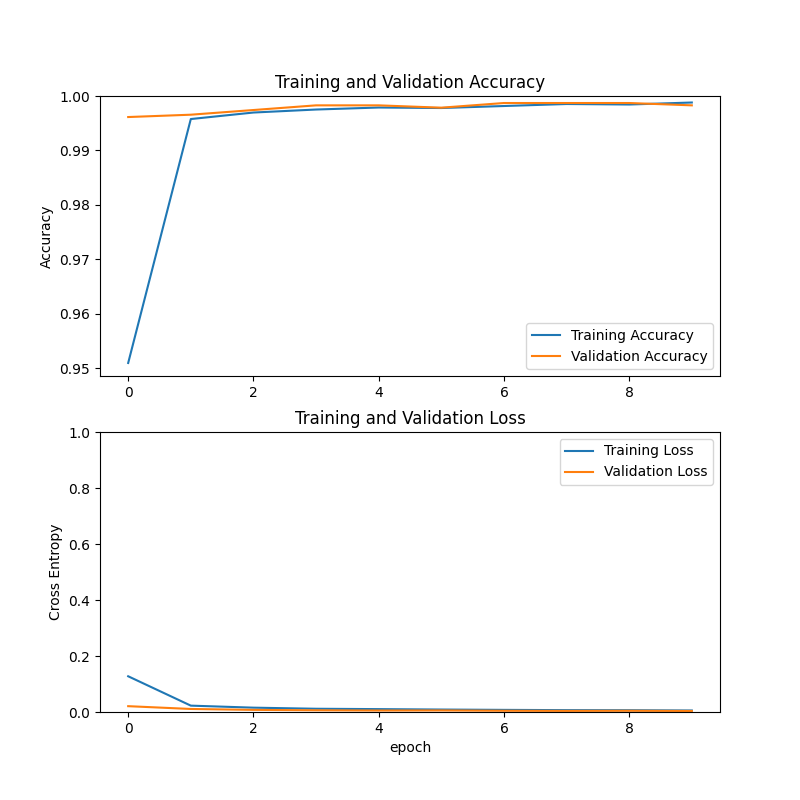 Training and Validation Accuracy
1.00
0.99
0.98
0.97
0.96
0.95
Accuracy
Training Accuracy
Validation Accuracy
0 2 4 6 8
Training and Validation Loss
1.0
0.8
0.6
0.4
0.2
0.0
Cross Entropy
Training Loss
Validation Loss
0 2 4 6 8
epoch